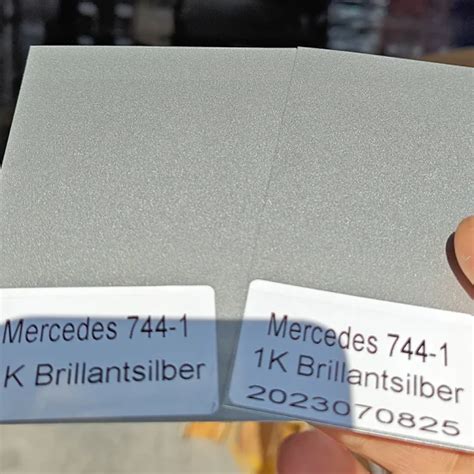 Mercedes 744-1
K Brillantsilber
Mercedes 744-1
1K Brillantsilber
2023070825